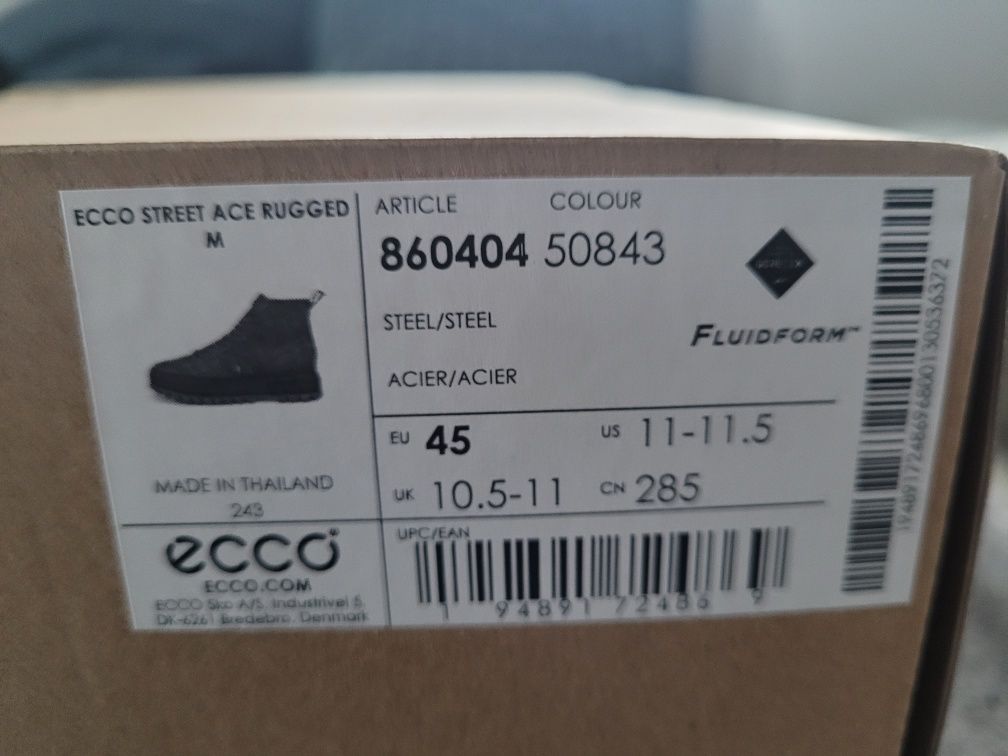 ECCO STREET ACE RUGGED
M
MADE IN THAILAND
243
ecco
ECCO.COM
ECCO Sko A/S, Industrivej 5,
DK-6261 Bredebro, Denmark
ARTICLE COLOUR
860404 50843
STEEL/STEEL
ACIER/ACIER
FLUIDFORM™
EU 45 US 11-11.5
UK 10.5-11 CN 285
UPC/EAN
1 94891 72486 9